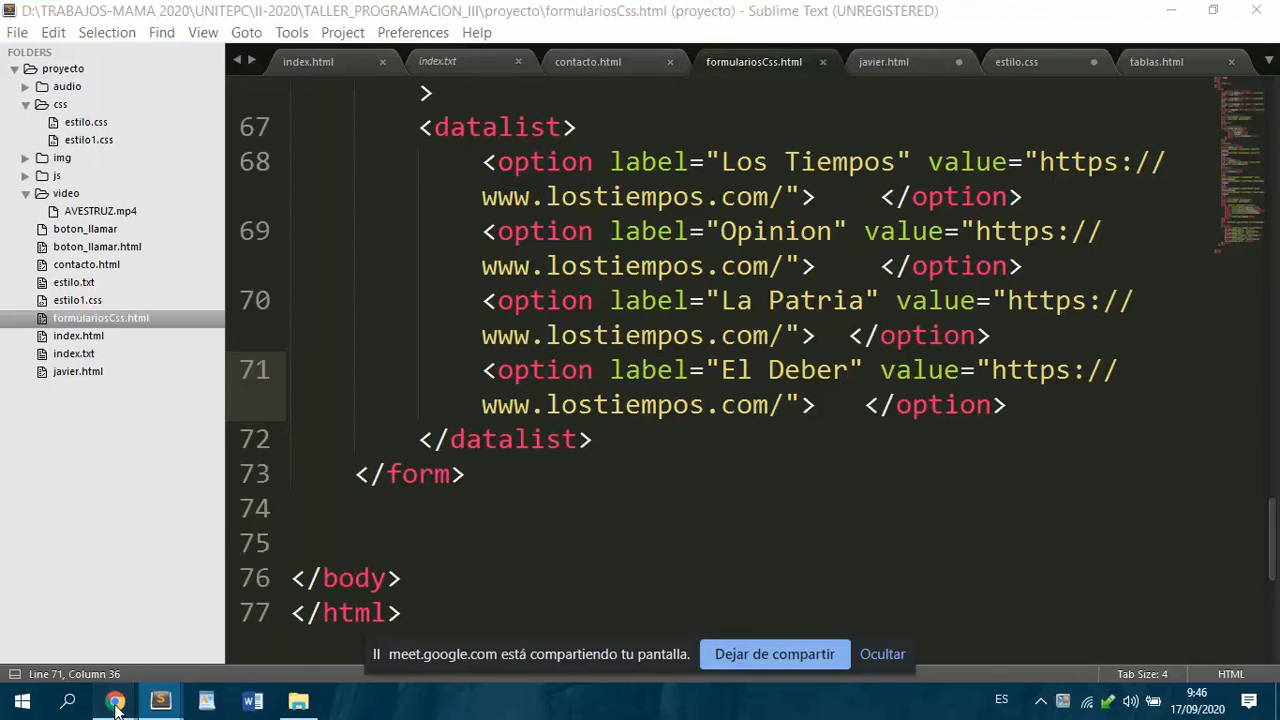 D:\TRABAJOS-MAMA 2020\UNITEPC\II-2020\TALLER_PROGRAMACION_III\proyecto\formulariosCss.html (proyecto) - Sublime Text (UNREGISTERED)
File Edit Selection Find View Goto Tools Project Preferences Help
FOLDERS
proyecto
audio
css
estilo.css
estilo1.css
img
js
video
AVESTRUZ.mp4
boton_llamar
boton_llamar.html
contacto.html
estilo.txt
estilo1.css
formulariosCss.html
index.html
index.txt
javier.html
index.html index.txt contacto.html formulariosCss.html javier.html estilo.css tablas.html
>
67 <datalist>
68 <option label="Los Tiempos" value="https://
www.lostiempos.com/"> </option>
69 <option label="Opinion" value="https://
www.lostiempos.com/"> </option>
70 <option label="La Patria" value="https://
www.lostiempos.com/"> </option>
71 <option label="El Deber" value="https://
www.lostiempos.com/"> </option>
72 </datalist>
73 </form>
74
75
76 </body>
77 </html>
meet.google.com está compartiendo tu pantalla. Dejar de compartir Ocultar
Line 71, Column 36 Tab Size: 4 HTML
ES 9:46
17/09/2020